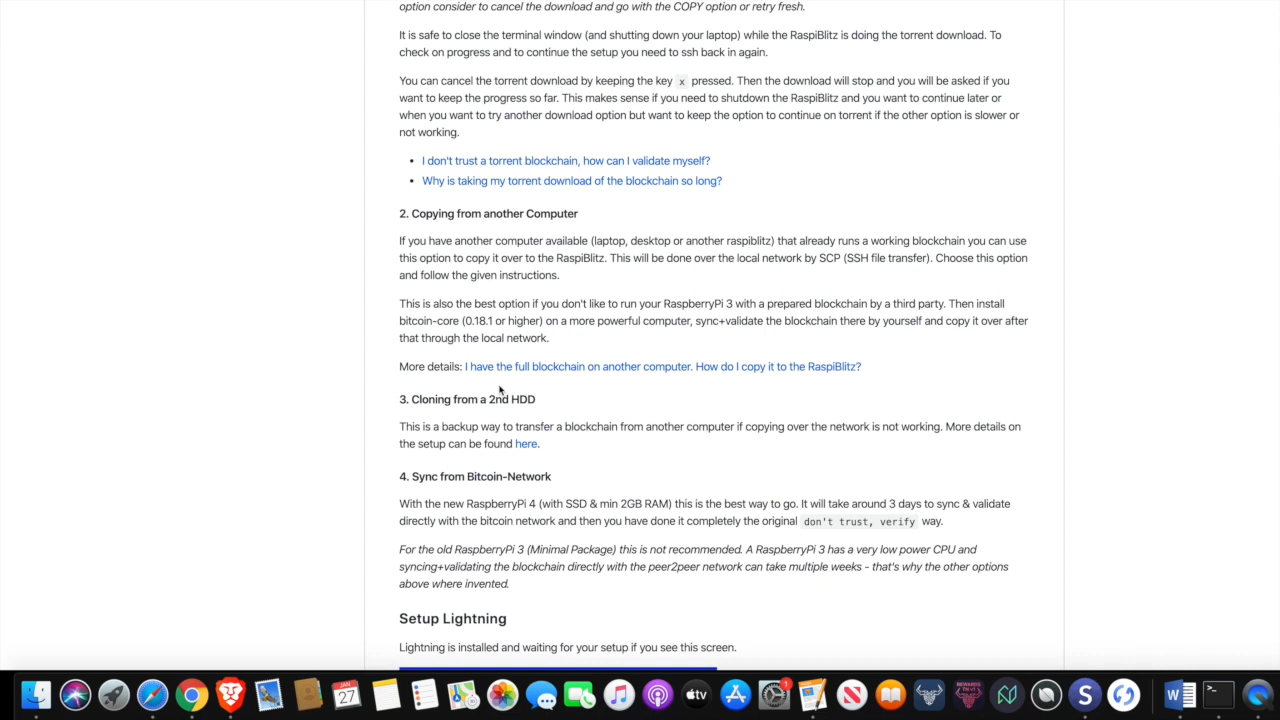 option consider to cancel the download and go with the COPY option or retry fresh.
It is safe to close the terminal window (and shutting down your laptop) while the RaspiBlitz is doing the torrent download. To
check on progress and to continue the setup you need to ssh back in again.
You can cancel the torrent download by keeping the key x pressed. Then the download will stop and you will be asked if you
want to keep the progress so far. This makes sense if you need to shutdown the RaspiBlitz and you want to continue later or
when you want to try another download option but want to keep the option to continue on torrent if the other option is slower or
not working.
• I don't trust a torrent blockchain, how can I validate myself?
• Why is taking my torrent download of the blockchain so long?
2. Copying from another Computer
If you have another computer available (laptop, desktop or another raspiblitz) that already runs a working blockchain you can use
this option to copy it over to the RaspiBlitz. This will be done over the local network by SCP (SSH file transfer). Choose this option
and follow the given instructions.
This is also the best option if you don't like to run your RaspberryPi 3 with a prepared blockchain by a third party. Then install
bitcoin-core (0.18.1 or higher) on a more powerful computer, sync+validate the blockchain there by yourself and copy it over after
that through the local network.
More details: I have the full blockchain on another computer. How do I copy it to the RaspiBlitz?
3. Cloning from a 2nd HDD
This is a backup way to transfer a blockchain from another computer if copying over the network is not working. More details on
the setup can be found here.
4. Sync from Bitcoin-Network
With the new RaspberryPi 4 (with SSD & min 2GB RAM) this is the best way to go. It will take around 3 days to sync & validate
directly with the bitcoin network and then you have done it completely the original don't trust, verify way.
For the old RaspberryPi 3 (Minimal Package) this is not recommended. A RaspberryPi 3 has a very low power CPU and
syncing+validating the blockchain directly with the peer2peer network can take multiple weeks - that's why the other options
above where invented.
Setup Lightning
Lightning is installed and waiting for your setup if you see this screen.
JAN
27
tv
1
S
W